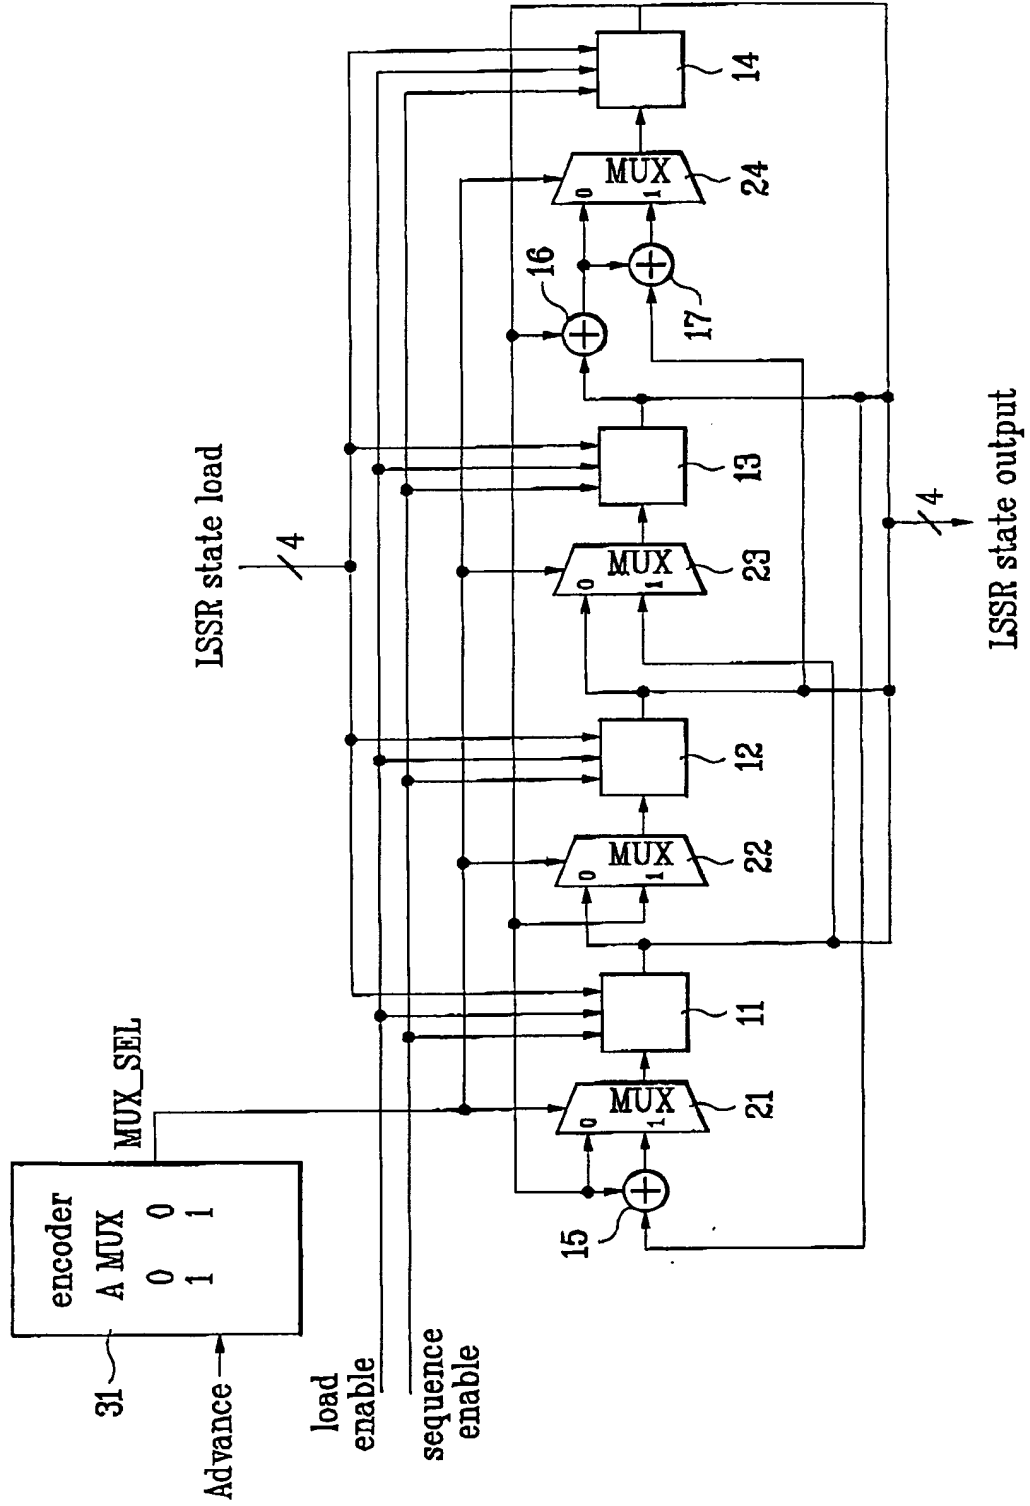 encoder
A MUX
0 0
1 1
31
Advance
MUX_SEL
load
enable
sequence
enable
LSSR state load
4
15
0
1
MUX
21
11
0
1
MUX
22
12
0
1
MUX
23
13
16
17
0
1
MUX
24
14
4
LSSR state output